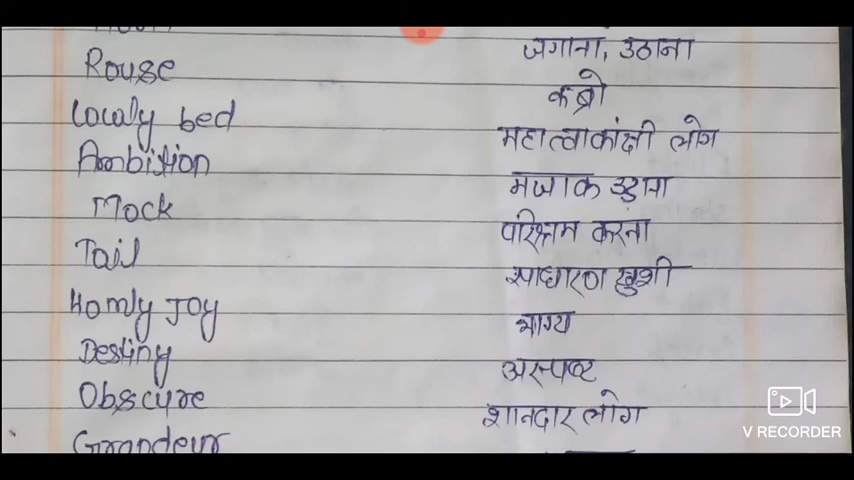 Rouse जगाना, उठाना
Lowly bed कब्रो
Ambition महात्वाकांक्षी लोग
Mock मजाक उड़ाना
Tail परिश्रम करना
Homly Joy साधारण खुशी
Destiny भाग्य
Obscure अस्पष्ट
Grandeur शानदार लोग
V RECORDER